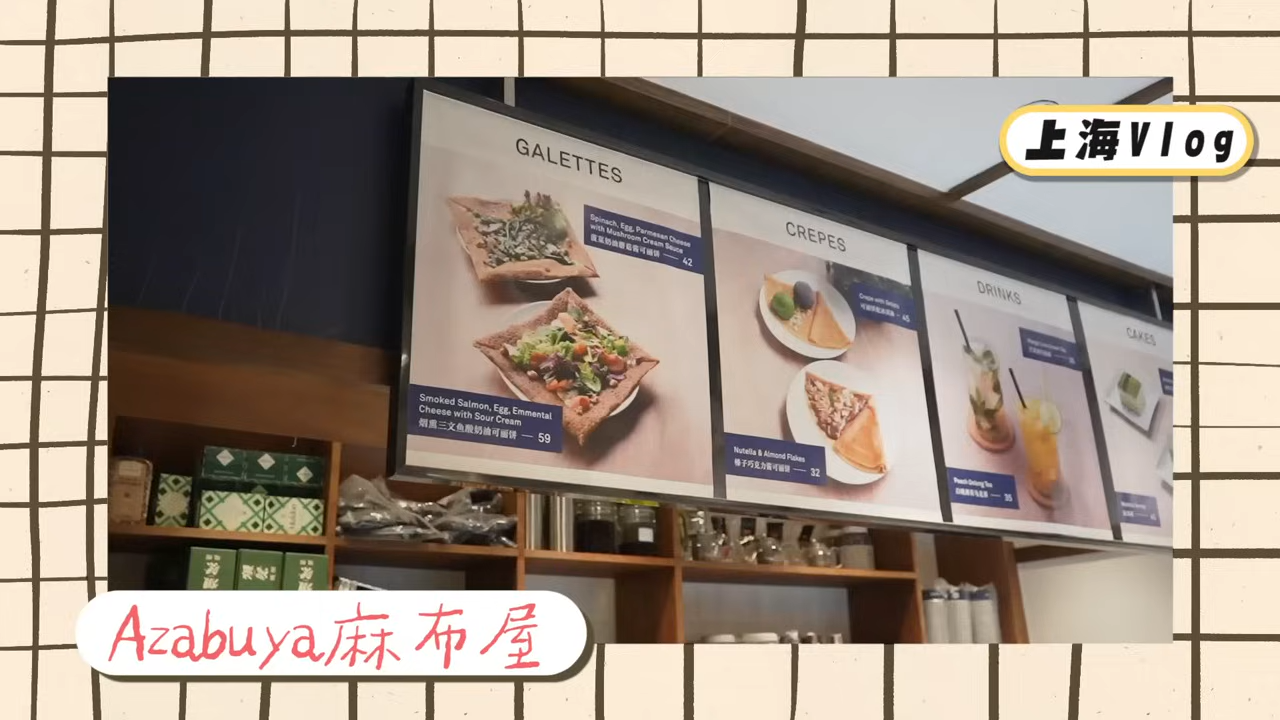 上海Vlog
GALETTES
Spinach, Egg, Parmesan Cheese
with Mushroom Cream Sauce
菠菜奶油蘑菇酱可丽饼 — 42
Smoked Salmon, Egg, Emmental
Cheese with Sour Cream
烟熏三文鱼酸奶油可丽饼 — 59
CREPES
Crepe with Gelato
45
Nutella & Almond Flakes
榛子巧克力酱可丽饼 — 32
DRINKS
Peach Oolong Tea
35
CAKES
Azabuya麻布屋